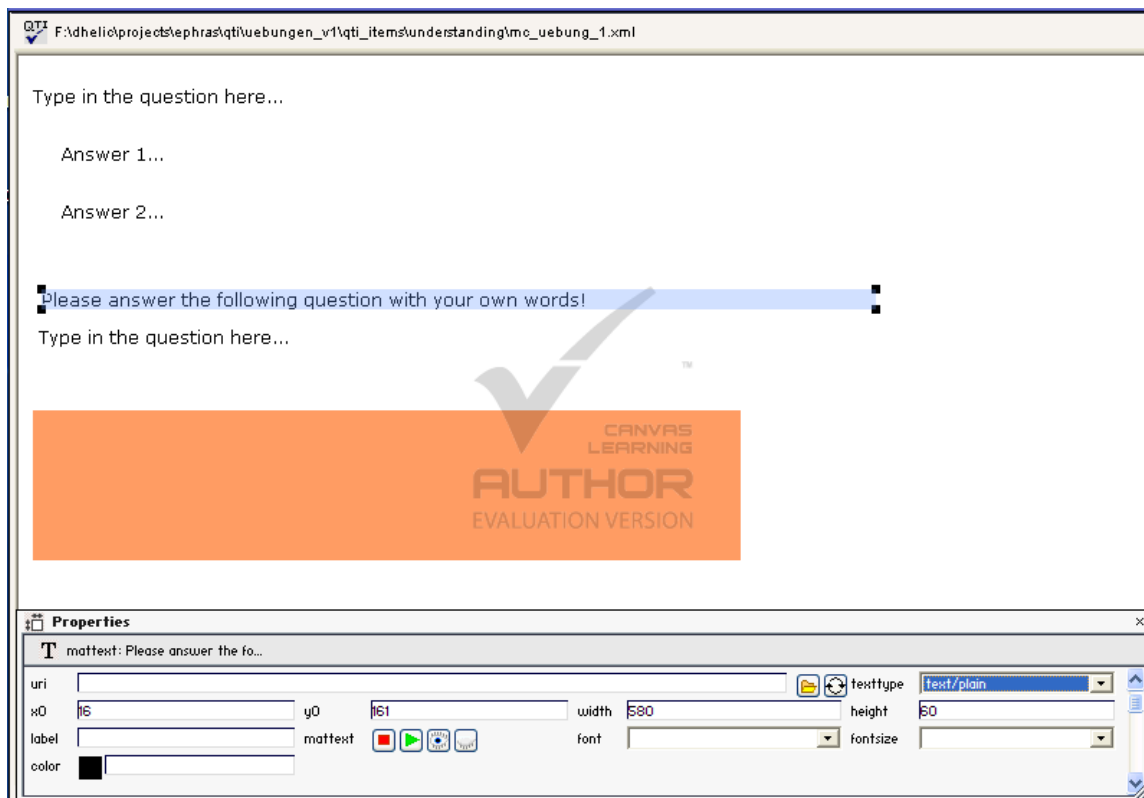 QTI F:\dhelic\projects\ephras\qti\uebungen_v1\qti_items\understanding\mc_uebung_1.xml
Type in the question here...
Answer 1...
Answer 2...
Please answer the following question with your own words!
Type in the question here...
TM
CANVAS
LEARNING
AUTHOR
EVALUATION VERSION
Properties
T mattext: Please answer the fo...
uri texttype text/plain
x0 16 y0 161 width 580 height 60
label mattext font fontsize
color